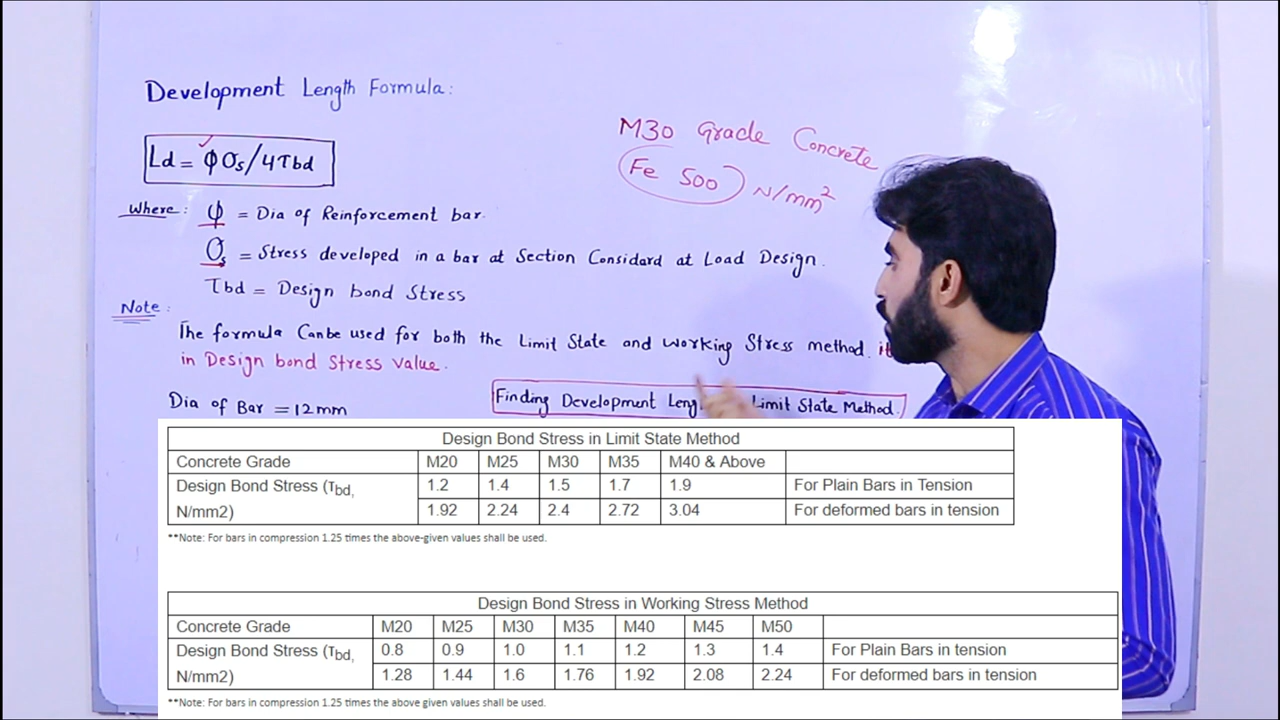 Development Length Formula:
M30 Grade Concrete
Ld = ϕ σs/4τbd
Fe 500 N/mm²
Where: ϕ = Dia of Reinforcement bar.
σs = Stress developed in a bar at Section Considard at Load Design.
τbd = Design bond Stress
Note:
The formula Canbe used for both the Limit State and working Stress method.
in Design bond Stress Value.
Dia of Bar = 12mm
Finding Development Limit State Method.
Design Bond Stress in Limit State Method
Concrete Grade M20 M25 M30 M35 M40 & Above
Design Bond Stress (τbd, 1.2 1.4 1.5 1.7 1.9 For Plain Bars in Tension
N/mm2) 1.92 2.24 2.4 2.72 3.04 For deformed bars in tension
**Note: For bars in compression 1.25 times the above-given values shall be used.
Design Bond Stress in Working Stress Method
Concrete Grade M20 M25 M30 M35 M40 M45 M50
Design Bond Stress (τbd, 0.8 0.9 1.0 1.1 1.2 1.3 1.4 For Plain Bars in tension
N/mm2) 1.28 1.44 1.6 1.76 1.92 2.08 2.24 For deformed bars in tension
**Note: For bars in compression 1.25 times the above given values shall be used.